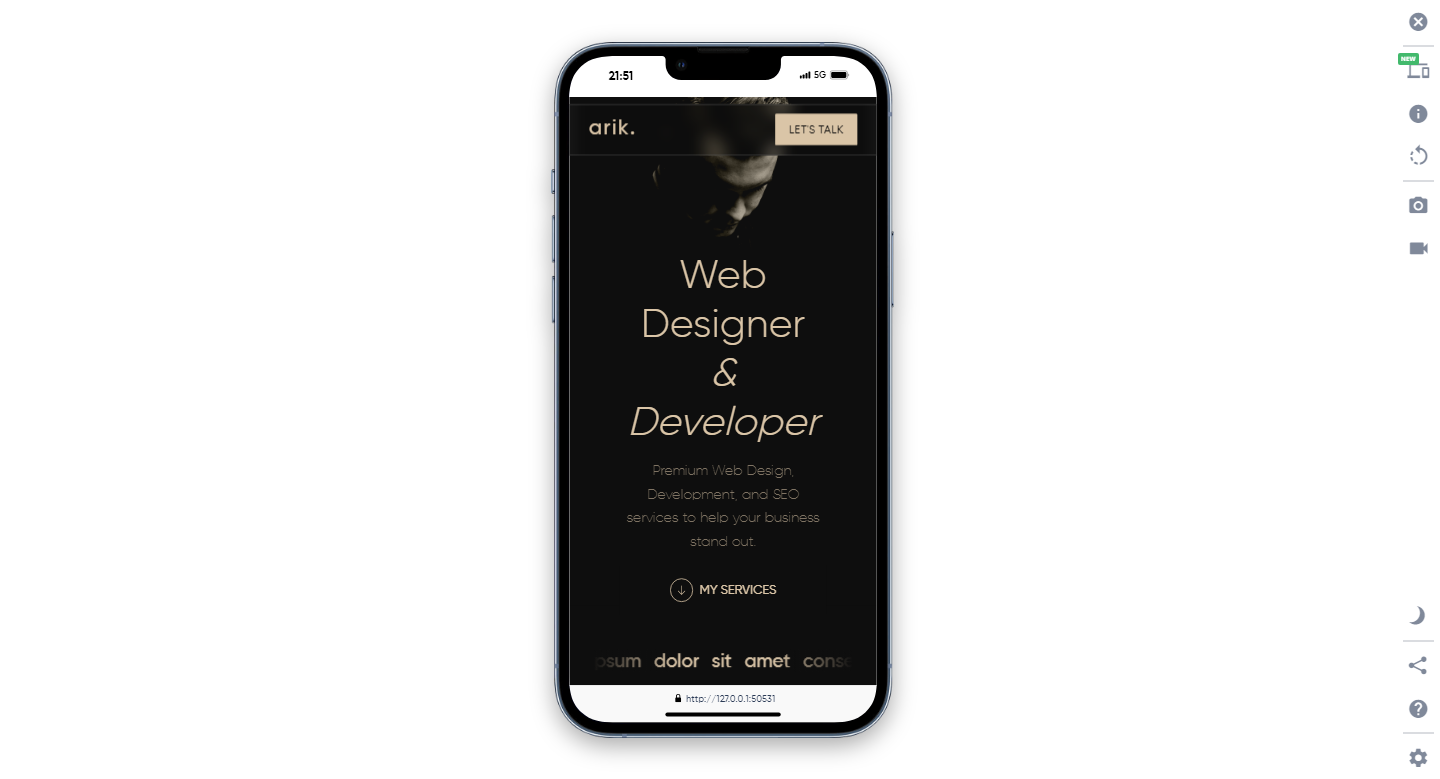 NEW
21:51
5G
arik.
LET'S TALK
Web
Designer
&
Developer
Premium Web Design,
Development, and SEO
services to help your business
stand out.
MY SERVICES
psum dolor sit amet conse
http://127.0.0.1:50531